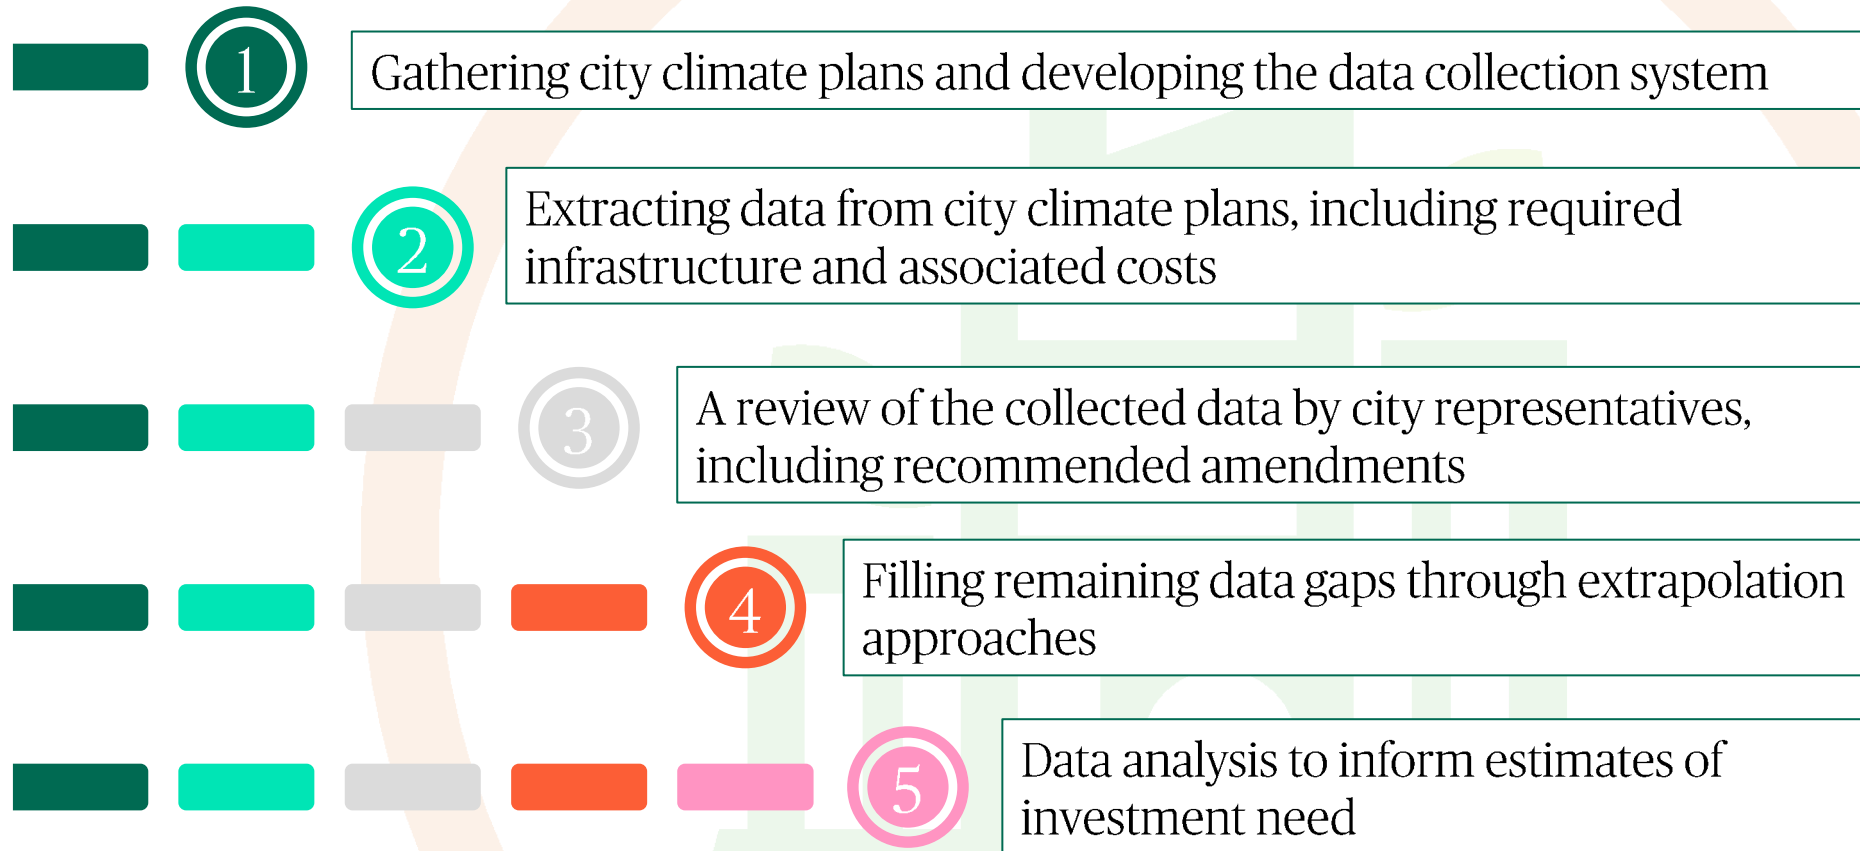 1
Gathering city climate plans and developing the data collection system
2
Extracting data from city climate plans, including required
infrastructure and associated costs
3
A review of the collected data by city representatives,
including recommended amendments
4
Filling remaining data gaps through extrapolation
approaches
5
Data analysis to inform estimates of
investment need